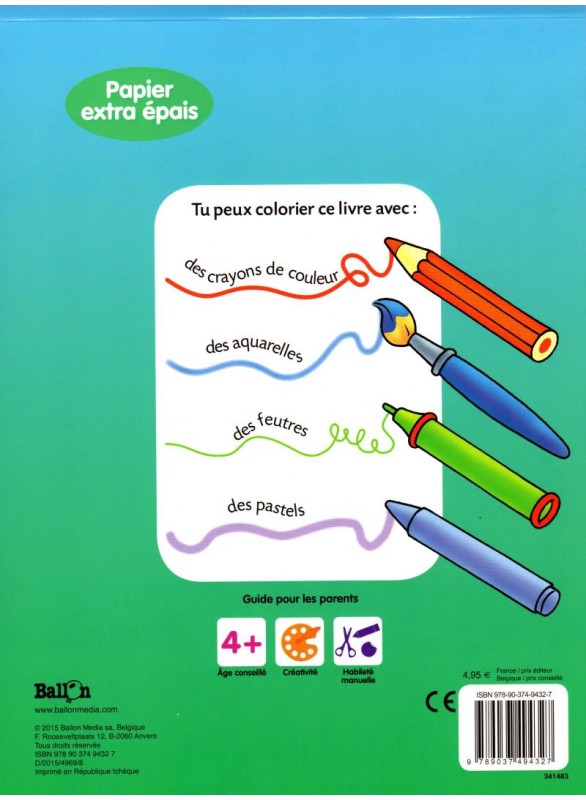 Papier
extra épais
Tu peux colorier ce livre avec :
des crayons de couleur
des aquarelles
des feutres
des pastels
Guide pour les parents
4+
Âge conseillé
Créativité
Habileté
manuelle
Ballon
www.ballonmedia.com
© 2015 Ballon Media sa, Belgique
F. Rooseveltplaats 12, B-2060 Anvers
Tous droits réservés
ISBN 978 90 374 9432 7
D/2015/4969/8
Imprimé en République tchèque
4,95 €
France / prix éditeur
Belgique / prix conseillé
CE
ISBN 978-90-374-9432-7
9 789037 494327
341483